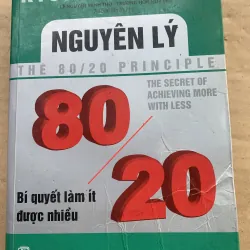 NGUYÊN LÝ
THE 80/20 PRINCIPLE
THE SECRET OF
ACHIEVING MORE
WITH LESS
80/20
Bí quyết làm ít
được nhiều